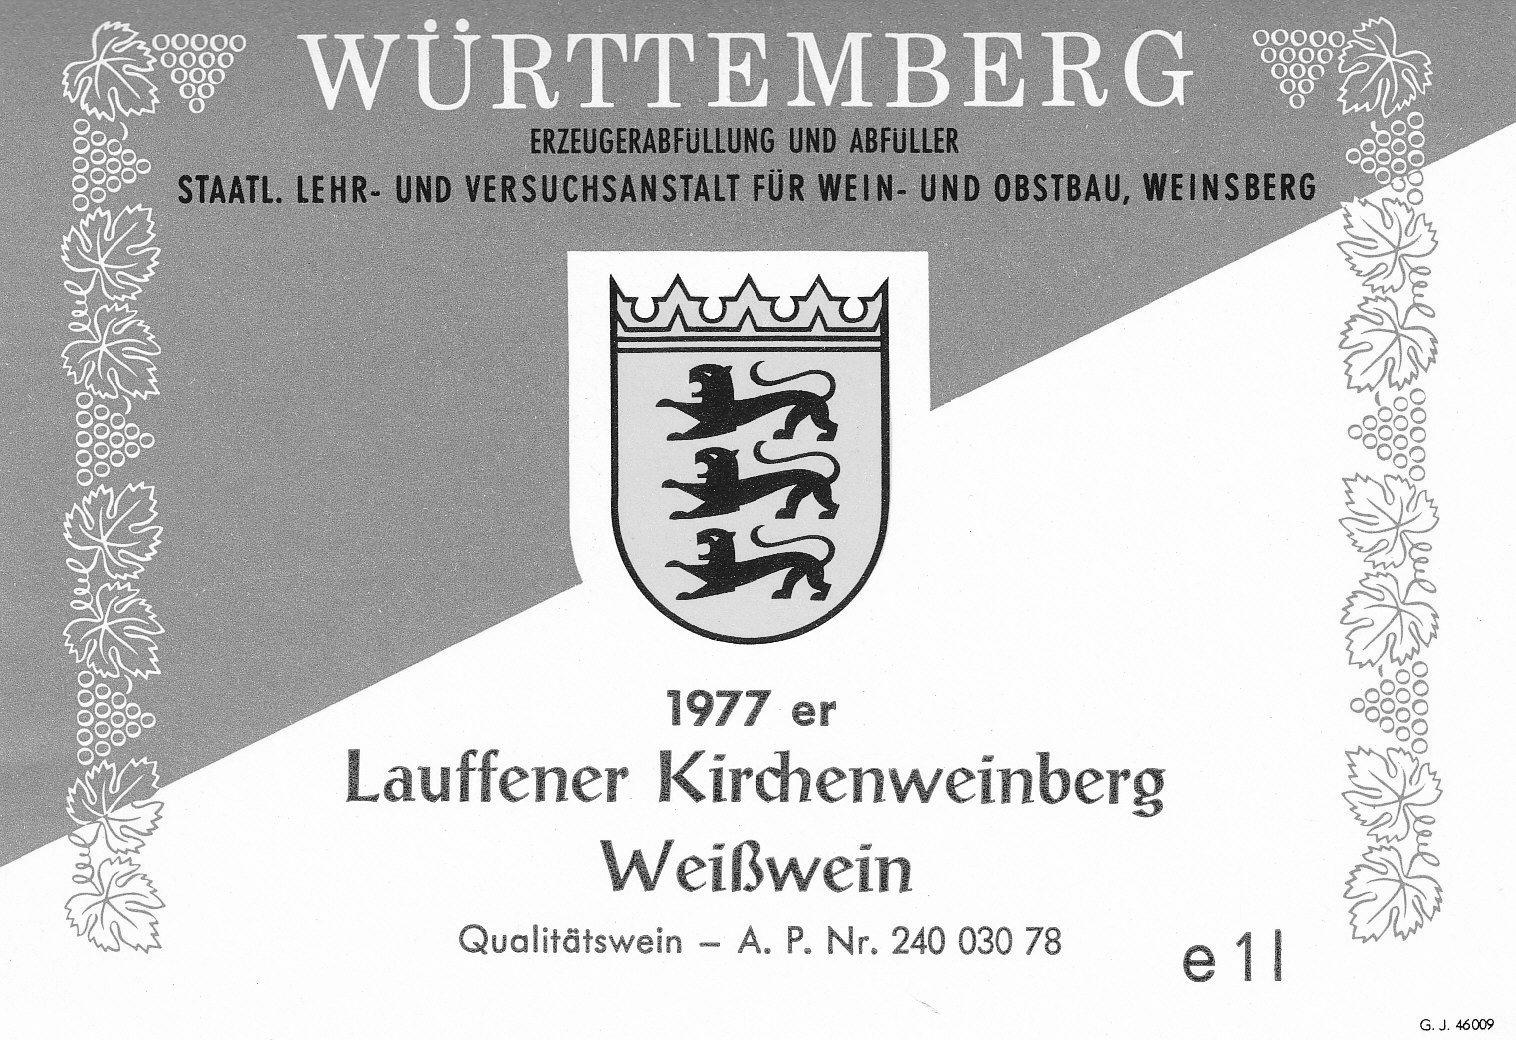 WÜRTTEMBERG
ERZEUGERABFÜLLUNG UND ABFÜLLER
STAATL. LEHR- UND VERSUCHSANSTALT FÜR WEIN- UND OBSTBAU, WEINSBERG
1977 er
Lauffener Kirchenweinberg
Weißwein
Qualitätswein – A. P. Nr. 240 030 78
e 1 l
G. J. 46009